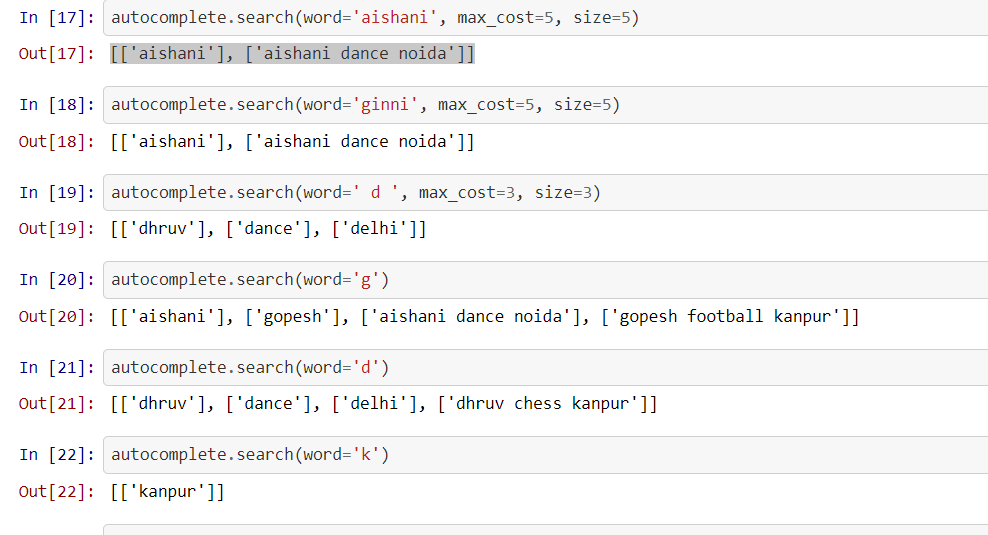 In [17]: autocomplete.search(word='aishani', max_cost=5, size=5)
Out[17]: [['aishani'], ['aishani dance noida']]
In [18]: autocomplete.search(word='ginni', max_cost=5, size=5)
Out[18]: [['aishani'], ['aishani dance noida']]
In [19]: autocomplete.search(word=' d ', max_cost=3, size=3)
Out[19]: [['dhruv'], ['dance'], ['delhi']]
In [20]: autocomplete.search(word='g')
Out[20]: [['aishani'], ['gopesh'], ['aishani dance noida'], ['gopesh football kanpur']]
In [21]: autocomplete.search(word='d')
Out[21]: [['dhruv'], ['dance'], ['delhi'], ['dhruv chess kanpur']]
In [22]: autocomplete.search(word='k')
Out[22]: [['kanpur']]